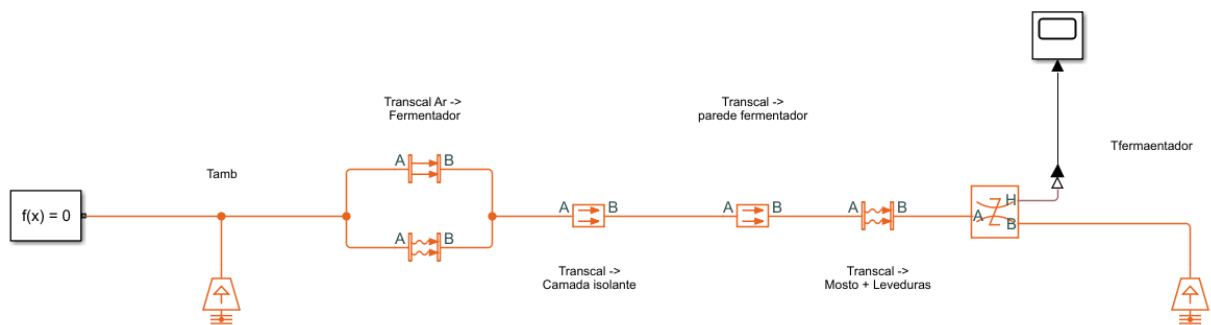 Transcal Ar ->
Fermentador
Transcal ->
parede fermentador
Tfermaentador
Tamb
A B
H
A B
A B
A B
f(x) = 0
A
B
A B
Transcal ->
Camada isolante
Transcal ->
Mosto + Leveduras